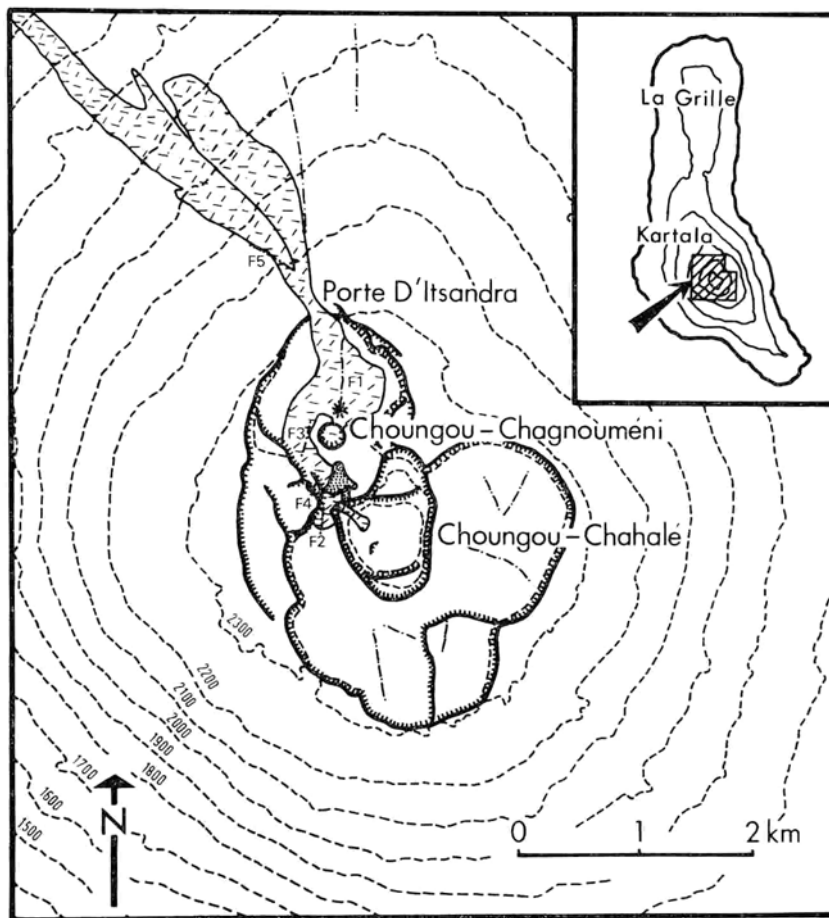 La Grille
Kartala
F5
Porte D'Itsandra
F1
F3
Choungou – Chagnouméni
F4
Choungou – Chahale
F2
2300
2200
2100
2000
1900
1800
1700
1600
1500
N
0 1 2 km